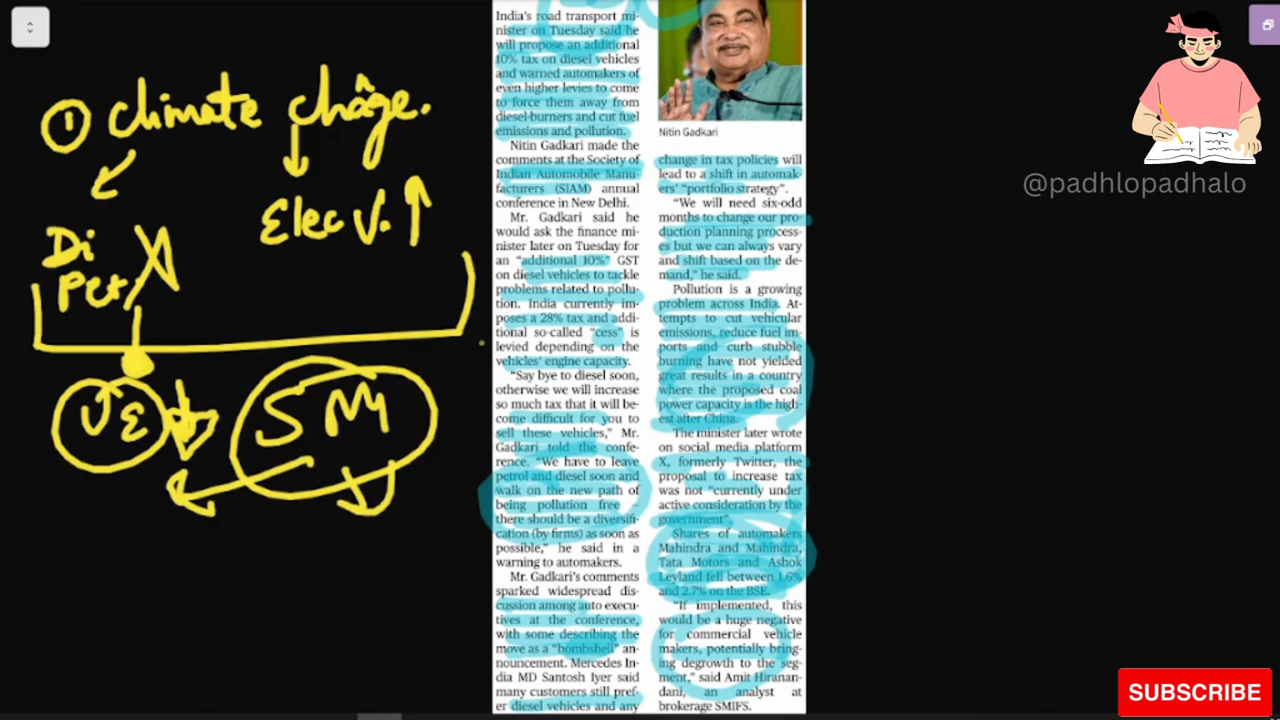 ① Climate Change.
Elec V. ↑
Di
Pet
VE
SM
India's road transport mi-
nister on Tuesday said he
will propose an additional
10% tax on diesel vehicles
and warned automakers of
even higher levies to come
to force them away from
diesel-burners and cut fuel
emissions and pollution.
Nitin Gadkari made the
comments at the Society of
Indian Automobile Manu-
facturers (SIAM) annual
conference in New Delhi.
Mr. Gadkari said he
would ask the finance mi-
nister later on Tuesday for
an "additional 10%" GST
on diesel vehicles to tackle
problems related to pollu-
tion. India currently im-
poses a 28% tax and addi-
tional so-called "cess" is
levied depending on the
vehicles' engine capacity.
"Say bye to diesel soon,
otherwise we will increase
so much tax that it will be-
come difficult for you to
sell these vehicles," Mr.
Gadkari told the confe-
rence. "We have to leave
petrol and diesel soon and
walk on the new path of
being pollution free
there should be a diversifi-
cation (by firms) as soon as
possible," he said in a
warning to automakers.
Mr. Gadkari's comments
sparked widespread dis-
cussion among auto execu-
tives at the conference,
with some describing the
move as a "bombshell" an-
nouncement. Mercedes In-
dia MD Santosh Iyer said
many customers still pref-
er diesel vehicles and any
Nitin Gadkari
change in tax policies will
lead to a shift in automak-
ers' "portfolio strategy".
"We will need six-odd
months to change our pro-
duction planning process-
es but we can always vary
and shift based on the de-
mand," he said.
Pollution is a growing
problem across India. At-
tempts to cut vehicular
emissions, reduce fuel im-
ports and curb stubble
burning have not yielded
great results in a country
where the proposed coal
power capacity is the high-
est after China.
The minister later wrote
on social media platform
X, formerly Twitter, the
proposal to increase tax
was not "currently under
active consideration by the
government".
Shares of automakers
Mahindra and Mahindra,
Tata Motors and Ashok
Leyland fell between 1.6%
and 2.7% on the BSE.
"If implemented, this
would be a huge negative
for commercial vehicle
makers, potentially bring-
ing degrowth to the seg-
ment," said Amit Hiranan-
dani, an analyst at
brokerage SMIFS.
@padhlopadhalo
SUBSCRIBE